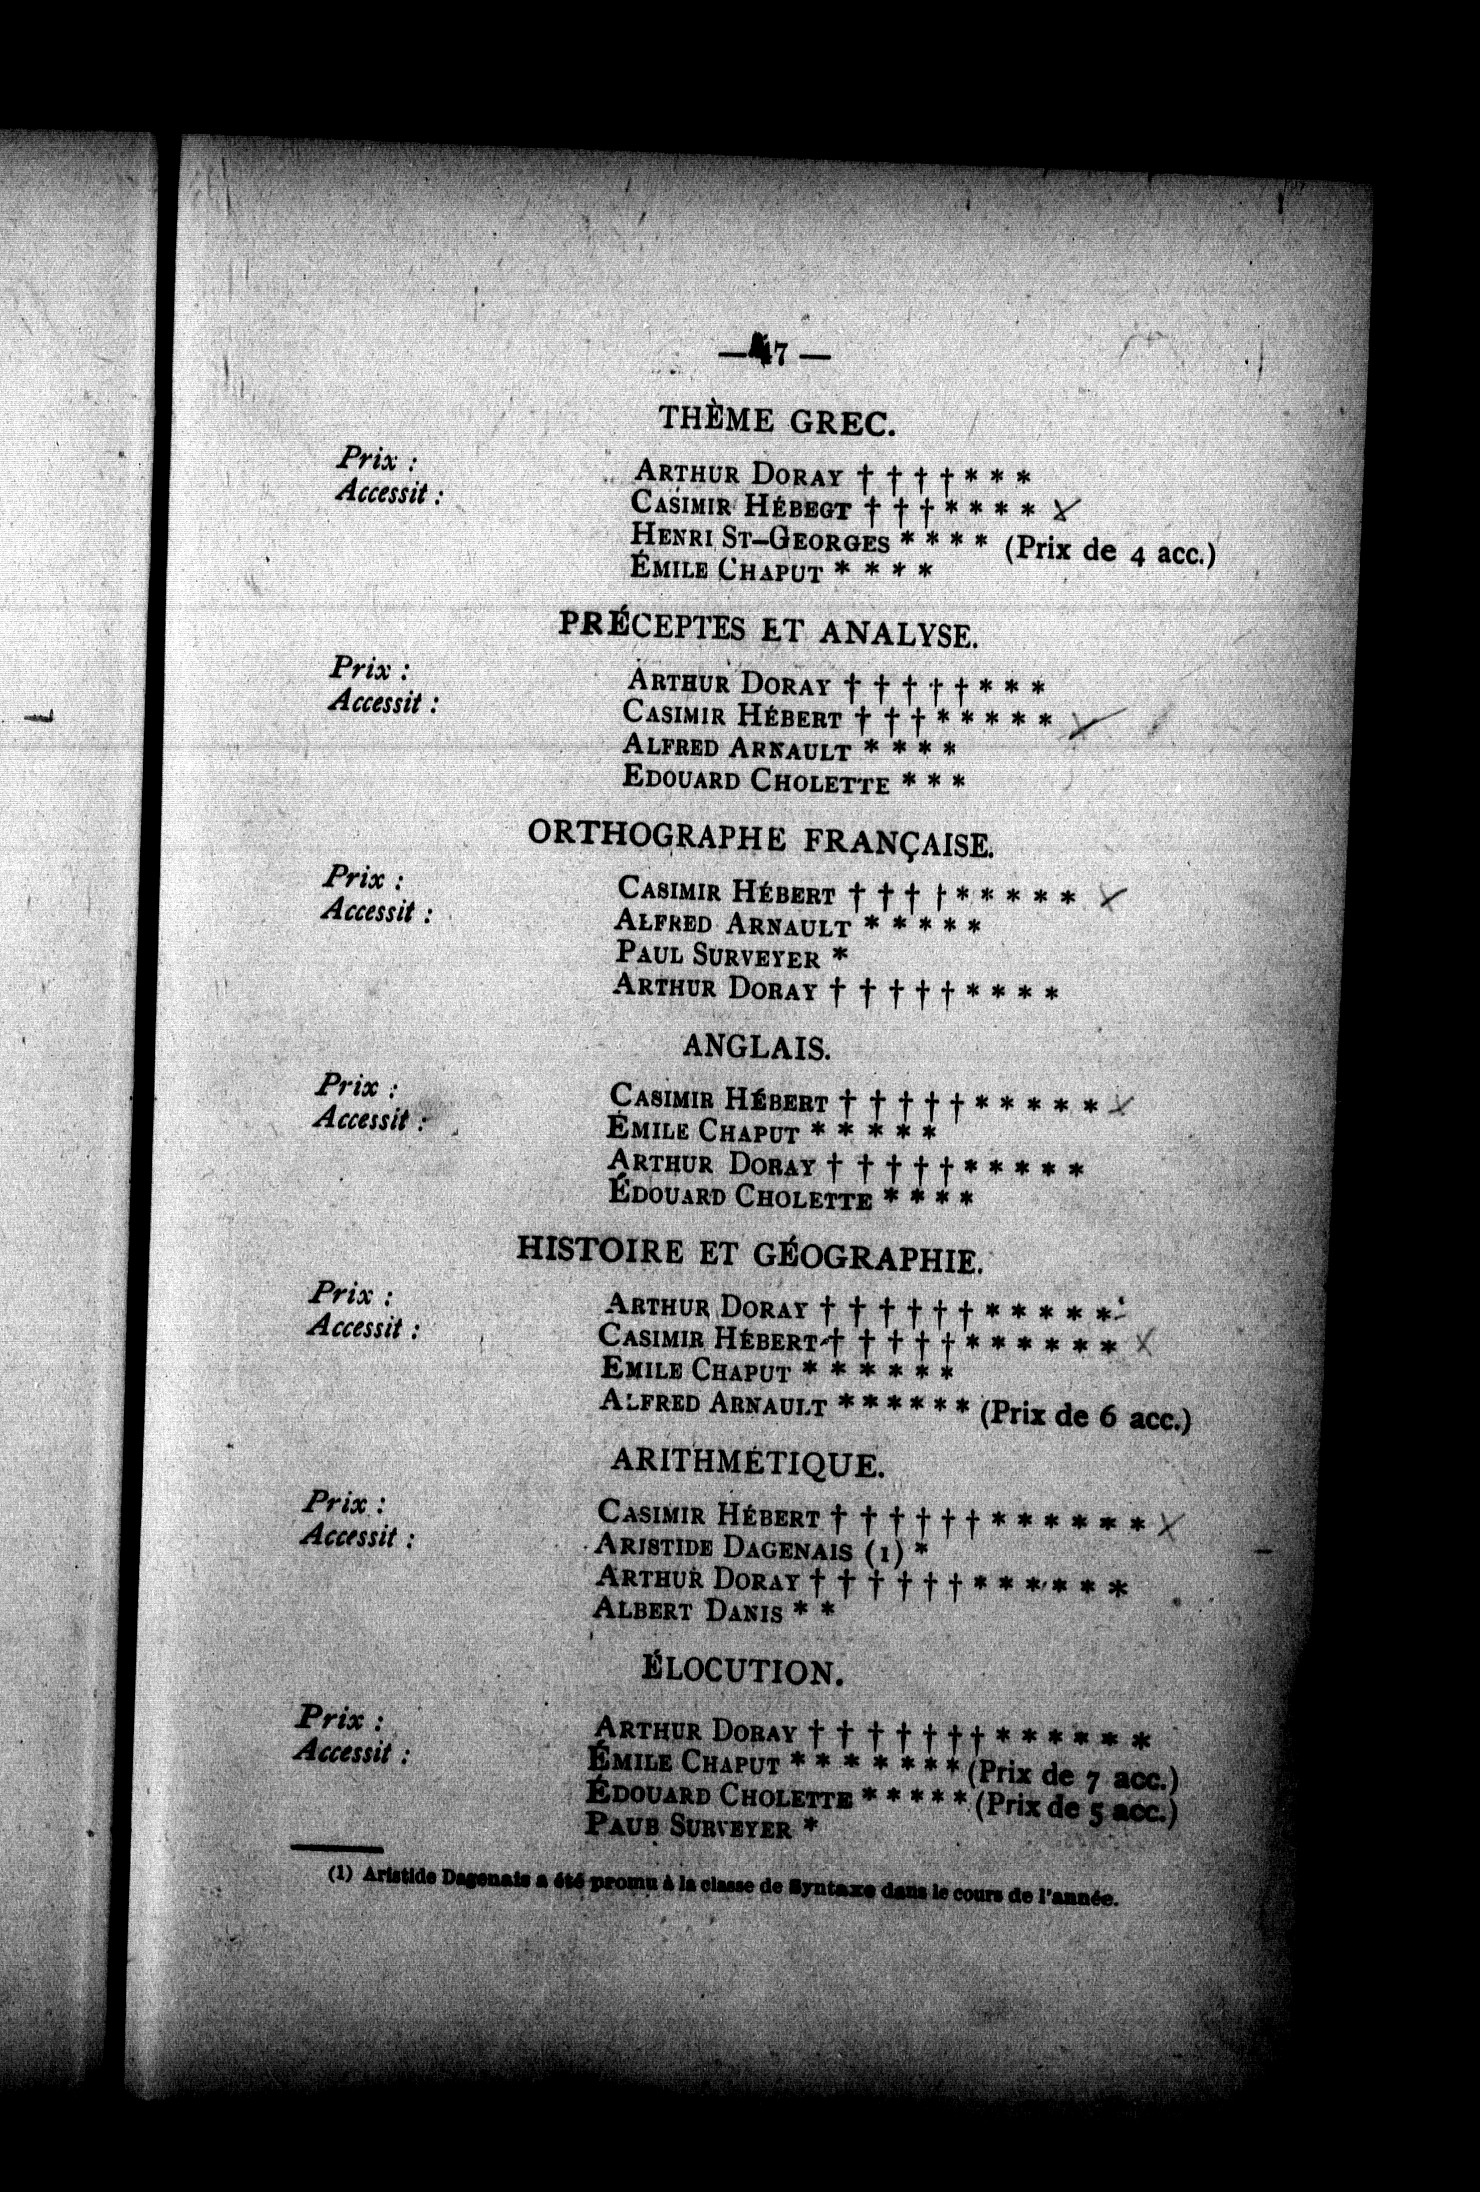 — 47 —
THÈME GREC.
Prix : ARTHUR DORAY † † † † * * *
Accessit : CASIMIR HÉBEGT † † † * * * *
HENRI ST-GEORGES * * * * (Prix de 4 acc.)
ÉMILE CHAPUT * * * *
PRÉCEPTES ET ANALYSE.
Prix : ARTHUR DORAY † † † † † * * *
Accessit : CASIMIR HÉBERT † † † * * * * *
ALFRED ARNAULT * * * *
EDOUARD CHOLETTE * * *
ORTHOGRAPHE FRANÇAISE.
Prix : CASIMIR HÉBERT † † † † * * * * *
Accessit : ALFRED ARNAULT * * * * *
PAUL SURVEYER *
ARTHUR DORAY † † † † † * * * *
ANGLAIS.
Prix : CASIMIR HÉBERT † † † † † * * * * *
Accessit : ÉMILE CHAPUT * * * * *
ARTHUR DORAY † † † † † * * * * *
ÉDOUARD CHOLETTE * * * *
HISTOIRE ET GÉOGRAPHIE.
Prix : ARTHUR DORAY † † † † † † * * * * *
Accessit : CASIMIR HÉBERT † † † † † * * * * * *
EMILE CHAPUT * * * * * *
ALFRED ARNAULT * * * * * * (Prix de 6 acc.)
ARITHMÉTIQUE.
Prix : CASIMIR HÉBERT † † † † † † * * * * * *
Accessit : ARISTIDE DAGENAIS (1) *
ARTHUR DORAY † † † † † † * * * * * *
ALBERT DANIS * *
ÉLOCUTION.
Prix : ARTHUR DORAY † † † † † † † * * * * * *
Accessit : ÉMILE CHAPUT * * * * * * * (Prix de 7 acc.)
ÉDOUARD CHOLETTE * * * * * (Prix de 5 acc.)
PAUB SURVEYER *
(1) Aristide Dagenais a été promu à la classe de Syntaxe dans le cours de l'année.